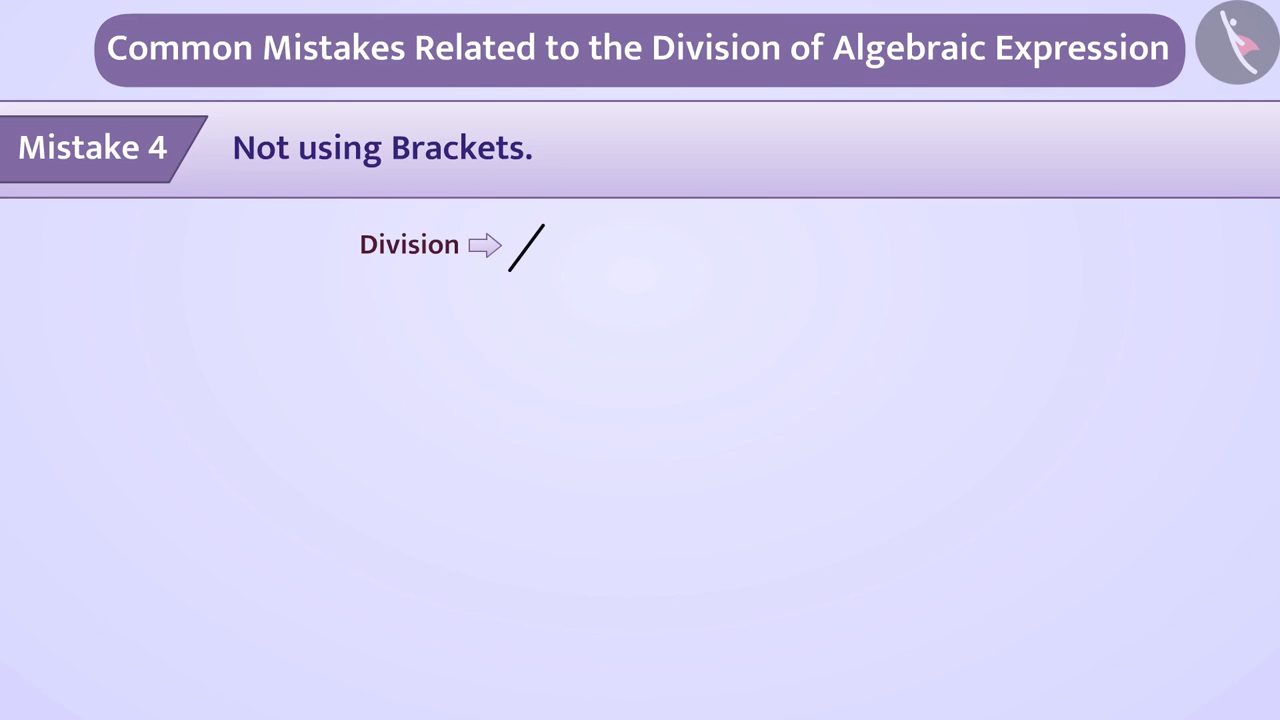 Common Mistakes Related to the Division of Algebraic Expression
Mistake 4 Not using Brackets.
Division ⇨ /